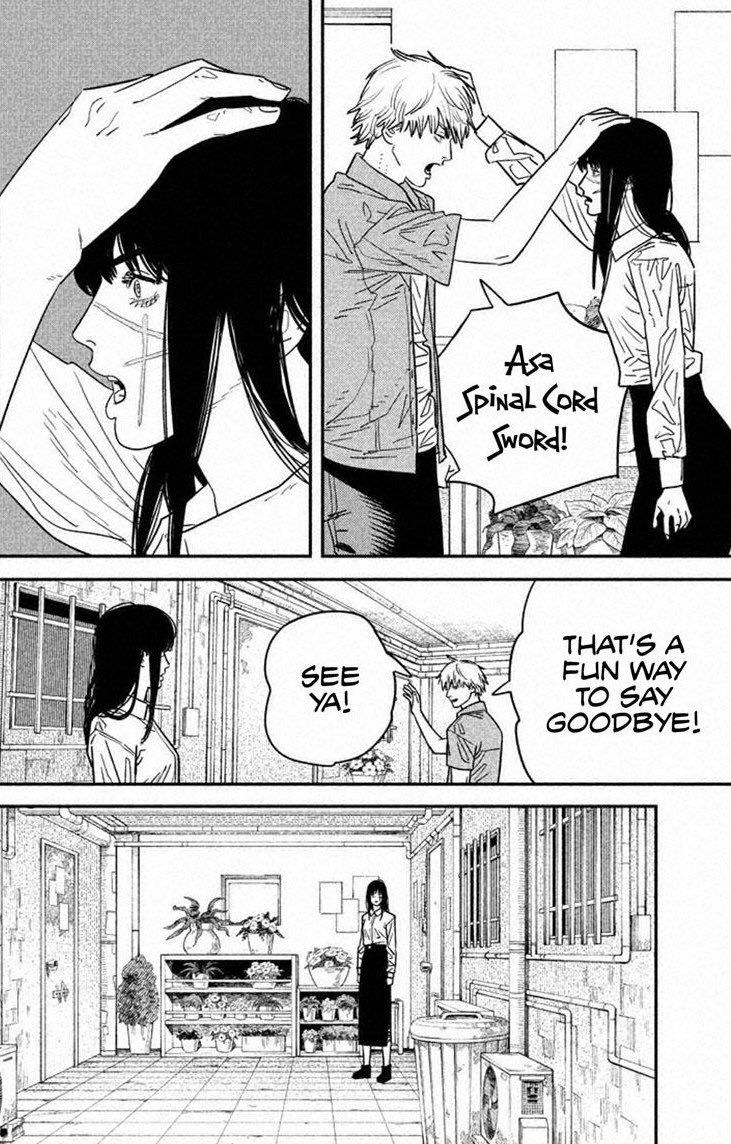 Asa
Spinal Cord
Sword!
THAT'S A
FUN WAY
TO SAY
GOODBYE!
SEE
YA!